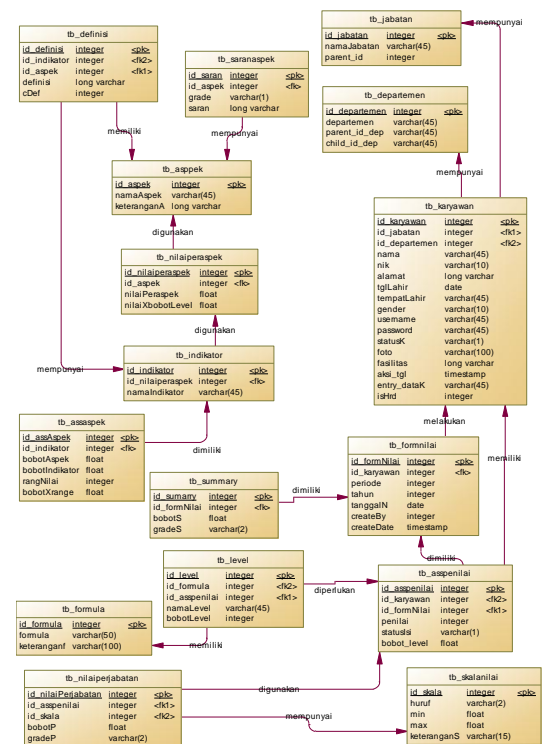 tb_jabatan
id_jabatan integer <pk>
namaJabatan varchar(45)
parent_id integer
mempunyai
tb_definisi
id_definisi integer <pk>
id_indikator integer <fk2>
id_aspek integer <fk1>
definisi long varchar
cDef integer
memiliki
tb_saranaspek
id_saran integer <pk>
id_aspek integer <fk>
grade varchar(1)
saran long varchar
mempunyai
tb_departemen
id_departemen integer <pk>
departemen varchar(45)
parent_id_dep varchar(45)
child_id_dep varchar(45)
mempunyai
tb_asppek
id_aspek integer <pk>
namaAspek varchar(45)
keteranganA long varchar
digunakan
tb_karyawan
id_karyawan integer <pk>
id_jabatan integer <fk1>
id_departemen integer <fk2>
nama varchar(45)
nik varchar(10)
alamat long varchar
tglLahir date
tempatLahir varchar(45)
gender varchar(10)
username varchar(45)
password varchar(45)
statusK varchar(1)
foto varchar(100)
fasilitas long varchar
aksi_tgl timestamp
entry_dataK varchar(45)
isHrd integer
melakukan
memiliki
tb_nilaiperaspek
id_nilaiperaspek integer <pk>
id_aspek integer <fk>
nilaiPeraspek float
nilaiXbobotLevel float
digunakan
tb_indikator
id_indikator integer <pk>
id_nilaiperaspek integer <fk>
namaIndikator varchar(45)
mempunyai
tb_assaspek
id_assAspek integer <pk>
id_indikator integer <fk>
bobotAspek float
bobotIndikator float
rangNilai integer
bobotXrange float
dimiliki
tb_formnilai
id_formNilai integer <pk>
id_karyawan integer <fk>
periode integer
tahun integer
tanggalN date
createBy integer
createDate timestamp
dimiliki
tb_summary
id_sumary integer <pk>
id_formNilai integer <fk>
bobotS float
gradeS varchar(2)
dimiliki
tb_level
id_level integer <pk>
id_formula integer <fk2>
id_asspenilai integer <fk1>
namaLevel varchar(45)
bobotLevel integer
diperlukan
memiliki
tb_asspenilai
id_asspenilai integer <pk>
id_karyawan integer <fk2>
id_formNilai integer <fk1>
penilai integer
statusIsi varchar(1)
bobot_level float
tb_formula
id_formula integer <pk>
formula varchar(50)
keteranganf varchar(100)
tb_nilaiperjabatan
id_nilaiPerjabatan integer <pk>
id_asspenilai integer <fk1>
id_skala integer <fk2>
bobotP float
gradeP varchar(2)
digunakan
mempunyai
tb_skalanilai
id_skala integer <pk>
huruf varchar(2)
min float
max float
keteranganS varchar(15)